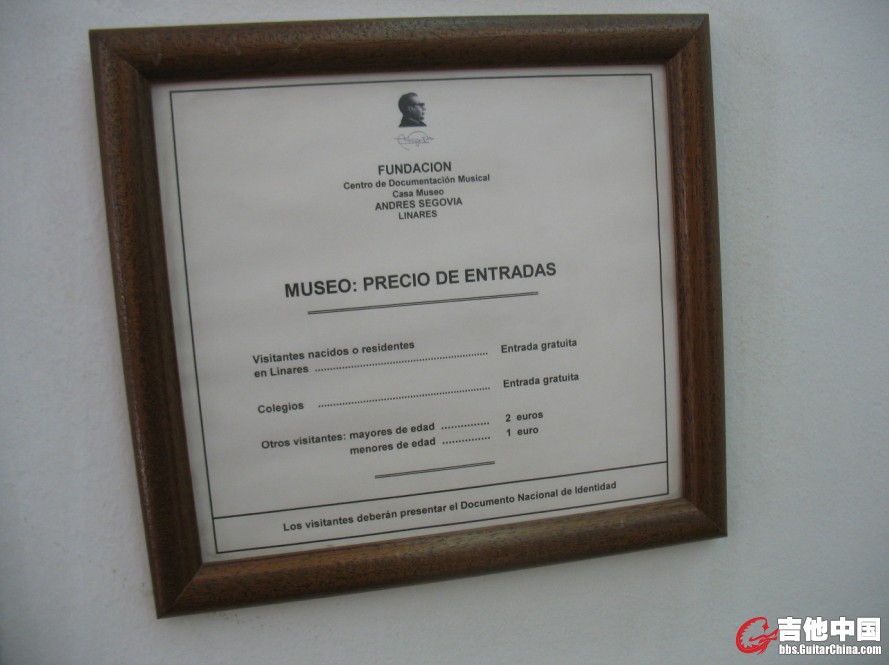 FUNDACION
Centro de Documentación Musical
Casa Museo
ANDRES SEGOVIA
LINARES
MUSEO: PRECIO DE ENTRADAS
Visitantes nacidos o residentes
en Linares ........................................................ Entrada gratuita
Colegios ........................................................ Entrada gratuita
Otros visitantes: mayores de edad ............... 2 euros
menores de edad ............... 1 euro
Los visitantes deberán presentar el Documento Nacional de Identidad
吉他中国
bbs.GuitarChina.com